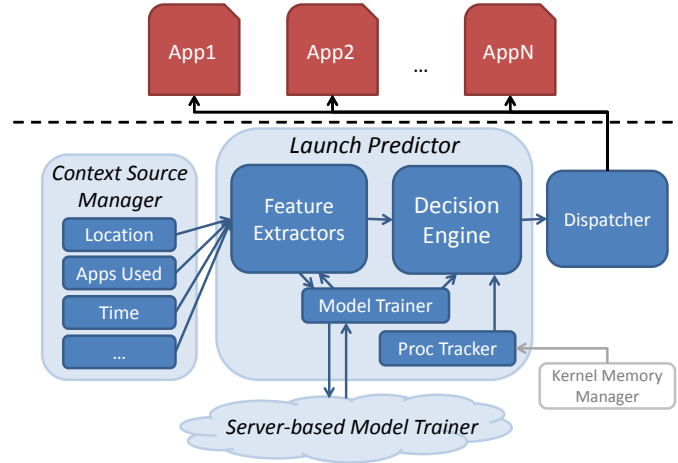 App1
App2
...
AppN
Launch Predictor
Context Source
Manager
Location
Apps Used
Time
...
Feature
Extractors
Decision
Engine
Dispatcher
Model Trainer
Proc Tracker
Kernel Memory
Manager
Server-based Model Trainer